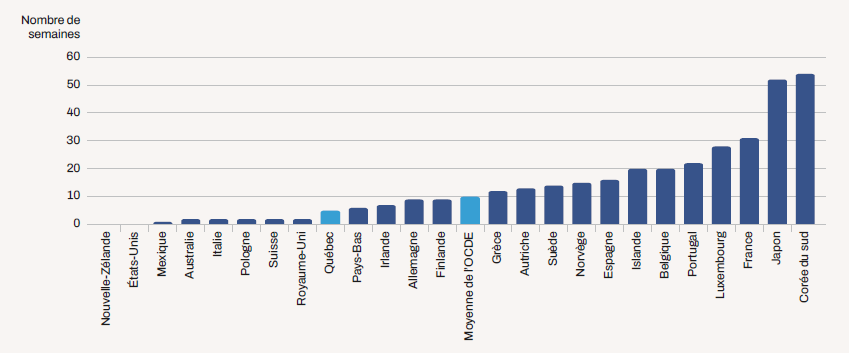 Nombre de
semaines
60
50
40
30
20
10
0
Nouvelle-Zélande
États-Unis
Mexique
Australie
Italie
Pologne
Suisse
Royaume-Uni
Québec
Pays-Bas
Irlande
Allemagne
Finlande
Moyenne de l'OCDE
Grèce
Autriche
Suède
Norvège
Espagne
Islande
Belgique
Portugal
Luxembourg
France
Japon
Corée du sud